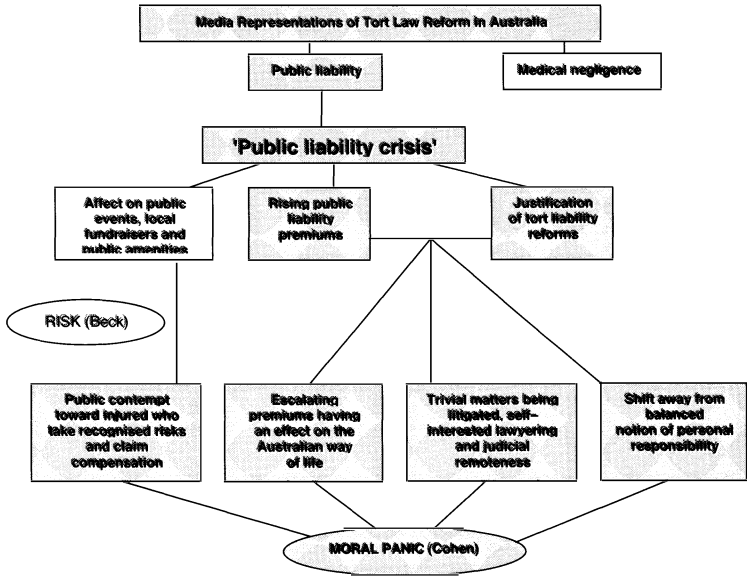 Media Representations of Tort Law Reform in Australia
Public liability
Medical negligence
'Public liability crisis'
Affect on public
events, local
fundraisers and
public amenities
Rising public
liability
premiums
Justification
of tort liability
reforms
RISK (Beck)
Public contempt
toward injured who
take recognised risks
and claim
compensation
Escalating
premiums having
an effect on the
Australian way
of life
Trivial matters being
litigated, self–
interested lawyering
and judicial
remoteness
Shift away from
balanced
notion of personal
responsibility
MORAL PANIC (Cohen)